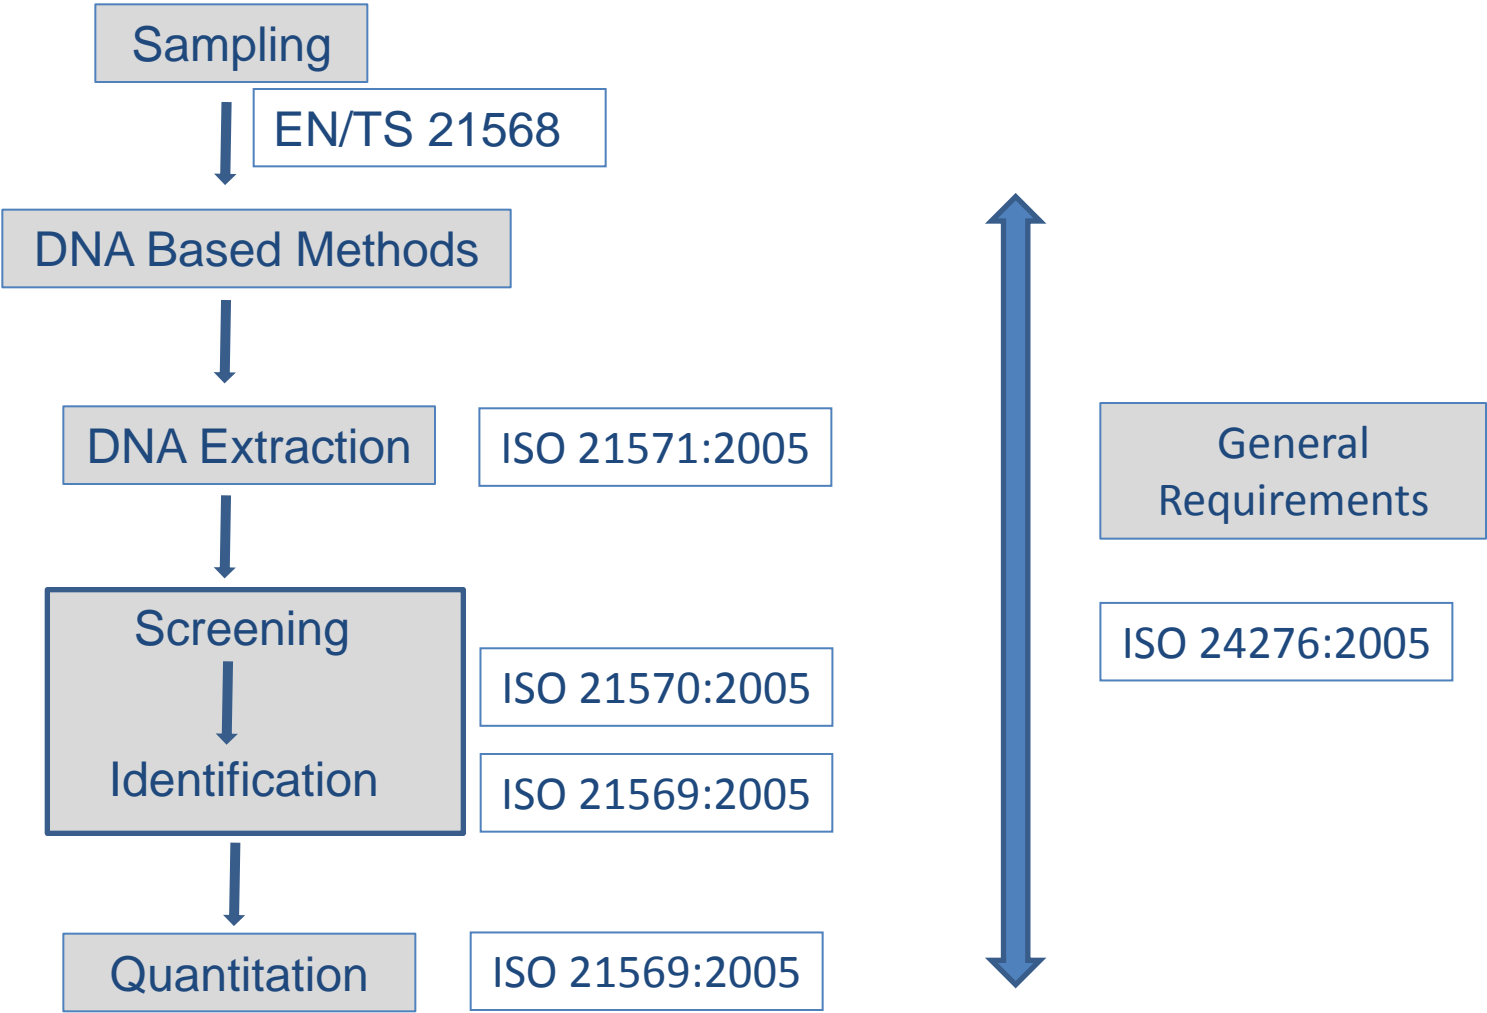 Sampling
EN/TS 21568
DNA Based Methods
DNA Extraction
ISO 21571:2005
Screening
ISO 21570:2005
Identification
ISO 21569:2005
Quantitation
ISO 21569:2005
General
Requirements
ISO 24276:2005